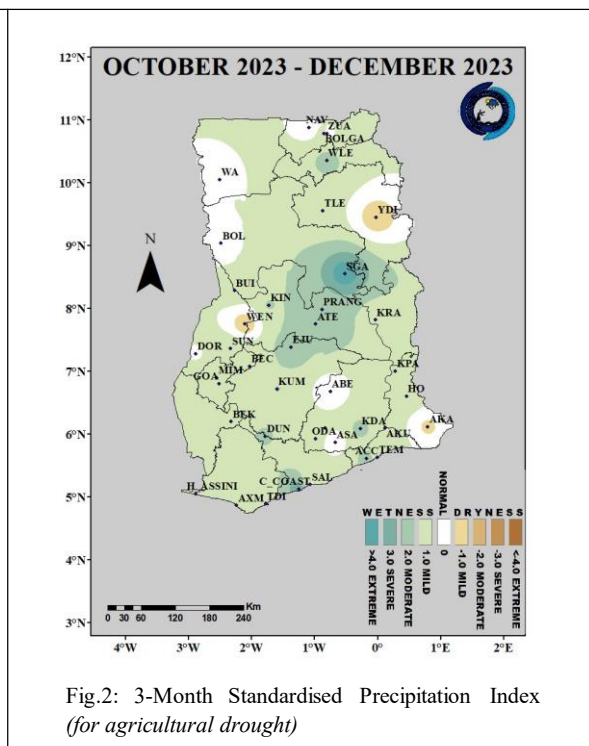 OCTOBER 2023 - DECEMBER 2023
12°N
11°N
10°N
9°N
8°N
7°N
6°N
5°N
4°N
3°N
N
NAV
ZUA
BOLGA
WLE
WA
TLE
YDI
BOL
SGA
BUI
KIN
PRANG
WEN
ATE
KRA
SUN
EJU
DOR
BEC
GOA
MIM
KUM
ABE
KPA
HO
BEK
DUN
ODA
ASA
KDA
AKU
AKA
ACC
TEM
C_COAST
SAL
H_ASSINI
AXM
TDI
WETNESS
NORMAL
DRYNESS
>4.0 EXTREME
3.0 SEVERE
2.0 MODERATE
1.0 MILD
0
-1.0 MILD
-2.0 MODERATE
-3.0 SEVERE
<-4.0 EXTREME
0 30 60 120 180 240 Km
4°W 3°W 2°W 1°W 0° 1°E 2°E
Fig.2: 3-Month Standardised Precipitation Index
(for agricultural drought)